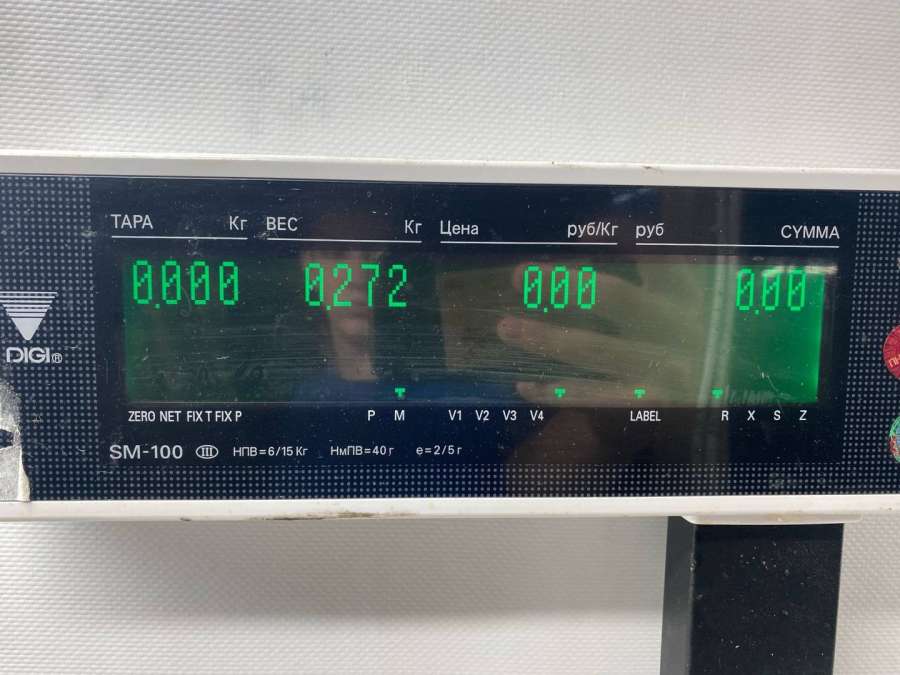 ТАРА Кг ВЕС Кг Цена руб/Кг руб СУММА
0.000 0.272 0.00 0.00
DIGI®
ZERO NET FIX T FIX P P M V1 V2 V3 V4 LABEL R X S Z
SM-100 III НПВ=6/15 Кг НмПВ=40 г e=2/5 г